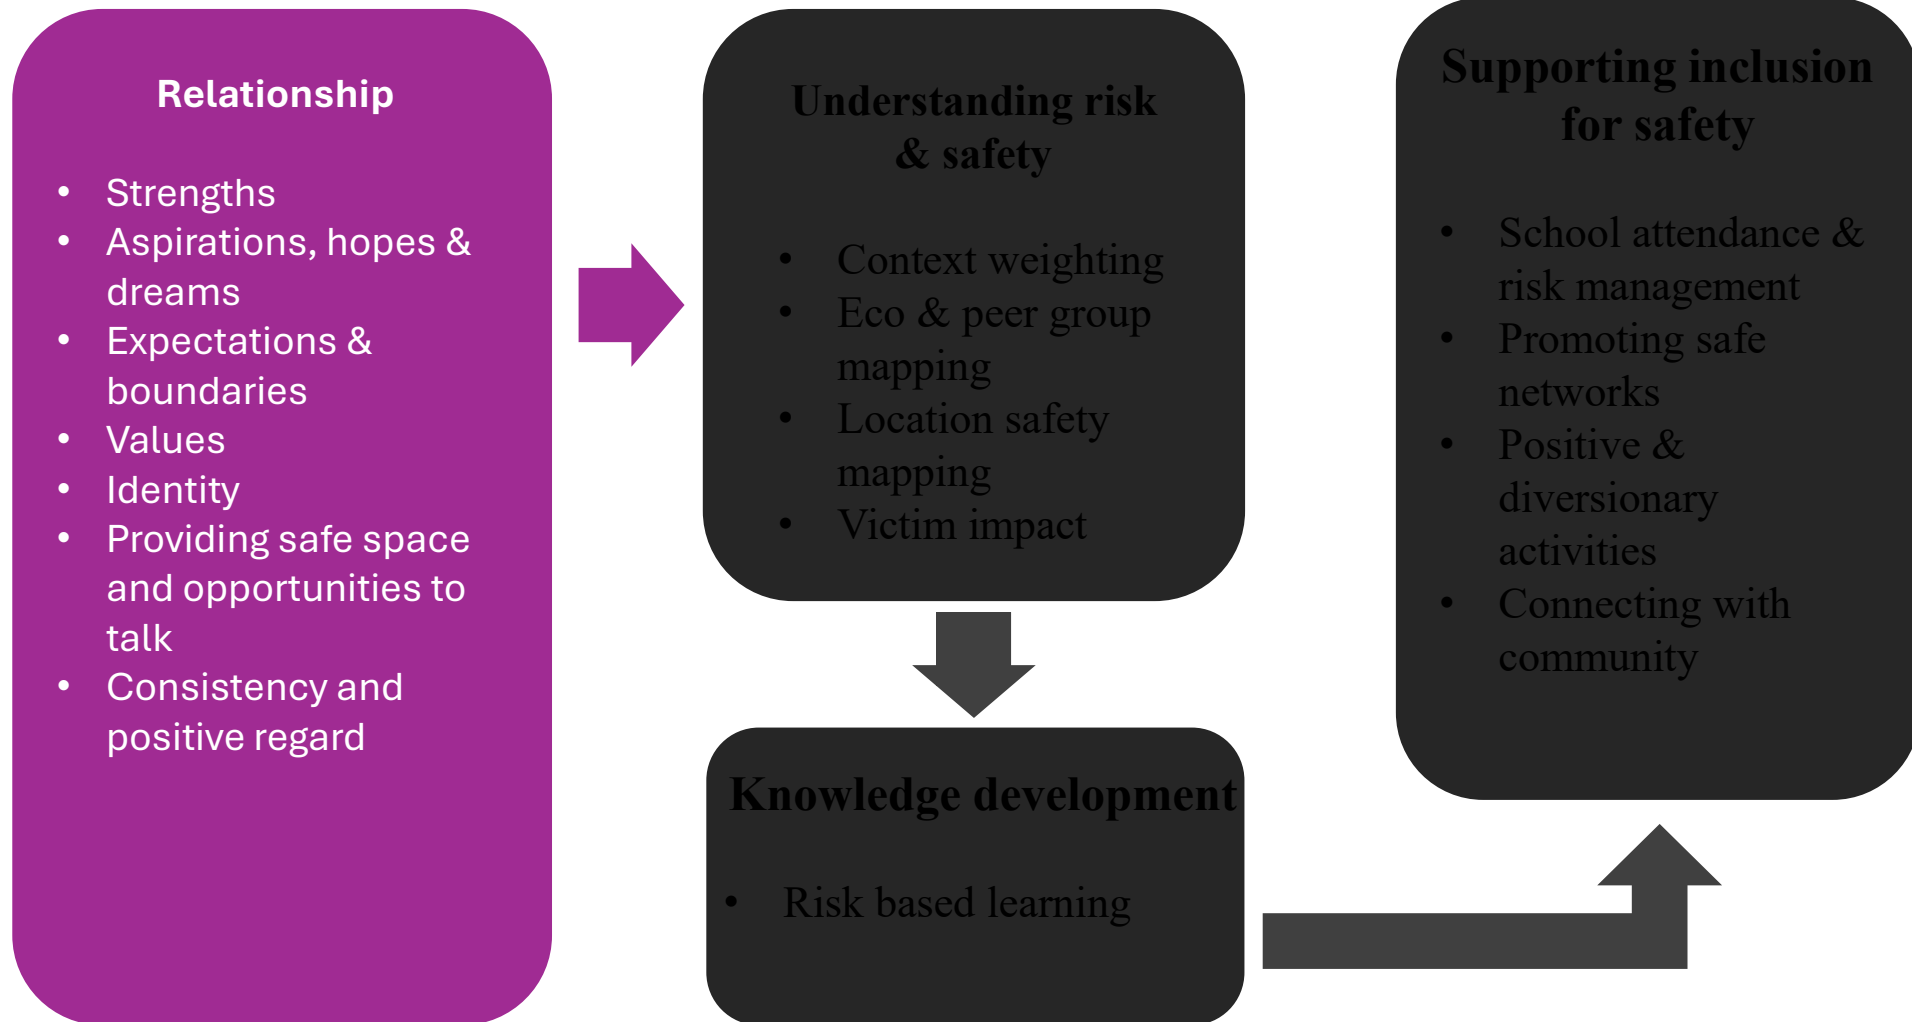 Relationship
• Strengths
• Aspirations, hopes &
dreams
• Expectations &
boundaries
• Values
• Identity
• Providing safe space
and opportunities to
talk
• Consistency and
positive regard
Understanding risk
& safety
• Context weighting
• Eco & peer group
mapping
• Location safety
mapping
• Victim impact
Knowledge development
• Risk based learning
Supporting inclusion
for safety
• School attendance &
risk management
• Promoting safe
networks
• Positive &
diversionary
activities
• Connecting with
community